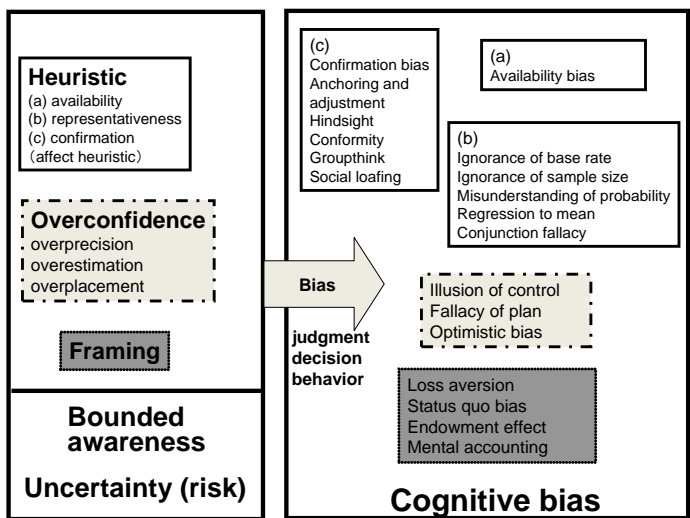 Heuristic
(a) availability
(b) representativeness
(c) confirmation
(affect heuristic)
Overconfidence
overprecision
overestimation
overplacement
Framing
Bounded
awareness
Uncertainty (risk)
Bias
judgment
decision
behavior
(c)
Confirmation bias
Anchoring and
adjustment
Hindsight
Conformity
Groupthink
Social loafing
(a)
Availability bias
(b)
Ignorance of base rate
Ignorance of sample size
Misunderstanding of probability
Regression to mean
Conjunction fallacy
Illusion of control
Fallacy of plan
Optimistic bias
Loss aversion
Status quo bias
Endowment effect
Mental accounting
Cognitive bias